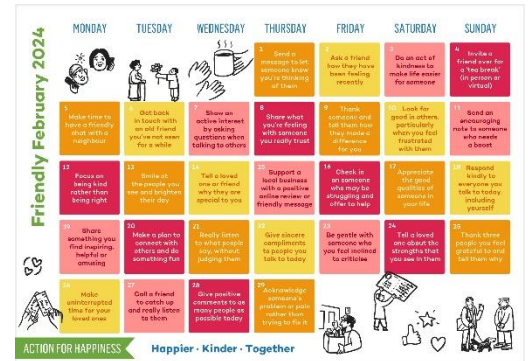 Friendly February 2024
MONDAY TUESDAY WEDNESDAY THURSDAY FRIDAY SATURDAY SUNDAY
1
Send a
message to let
someone know
you're thinking
of them
2
Ask a friend
how they have
been feeling
recently
3
Do an act of
kindness to
make life easier
for someone
4
Invite a
friend over for
a 'tea break'
(in person or
virtual)
5
Make time to
have a friendly
chat with a
neighbour
6
Get back
in touch with
an old friend
you've not seen
for a while
7
Show an
active interest
by asking
questions when
talking to others
8
Share what
you're feeling
with someone
you really trust
9
Thank
someone and
tell them how
they made a
difference for
you
10
Look for
good in others,
particularly
when you feel
frustrated with
them
11
Send an
encouraging
note to someone
who needs
a boost
12
Focus on
being kind
rather than
being right
13
Smile at
the people you
see and brighten
their day
14
Tell a loved
one or friend
why they are
special to you
15
Support a
local business
with a positive
online review or
friendly message
16
Check in
on someone
who may be
struggling and
offer to help
17
Appreciate
the good
qualities of
someone in
your life
18
Respond
kindly to
everyone you
talk to today,
including
yourself
19
Share
something you
find inspiring,
helpful or
amusing
20
Make a plan to
connect with
others and do
something fun
21
Really listen
to what people
say, without
judging them
22
Give sincere
compliments
to people you
talk to today
23
Be gently with
someone who
you feel inclined
to criticise
24
Tell a loved
one about the
strengths that
you see in them
25
Thank three
people you feel
grateful to and
tell them why
26
Make
uninterrupted
time for your
loved ones
27
Call a friend
to catch up
and really listen
to them
28
Give positive
comments to as
many people as
possible today
29
Acknowledge
someone's
problem or pain
rather than
trying to fix it
ACTION FOR HAPPINESS
Happier · Kinder · Together